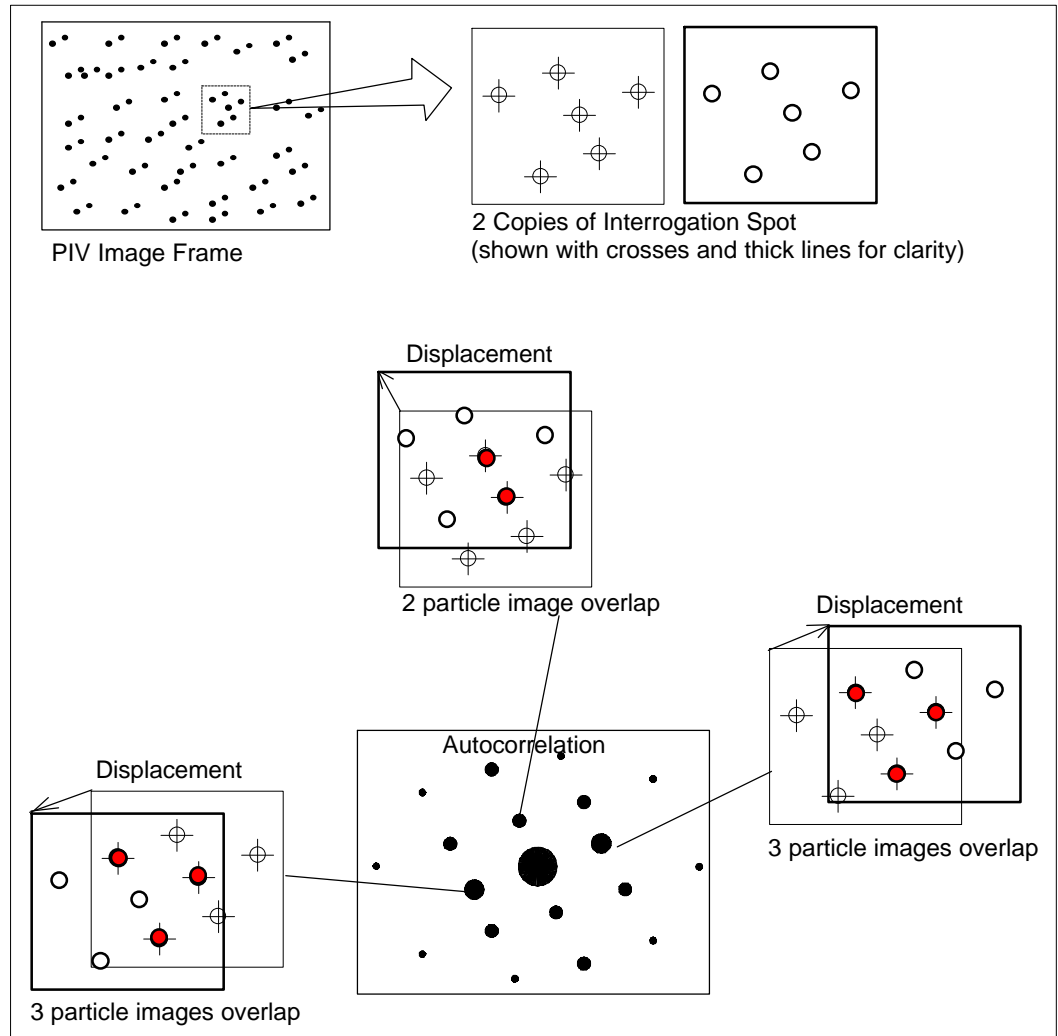 PIV Image Frame
2 Copies of Interrogation Spot
(shown with crosses and thick lines for clarity)
Displacement
2 particle image overlap
Displacement
3 particle images overlap
Autocorrelation
Displacement
3 particle images overlap